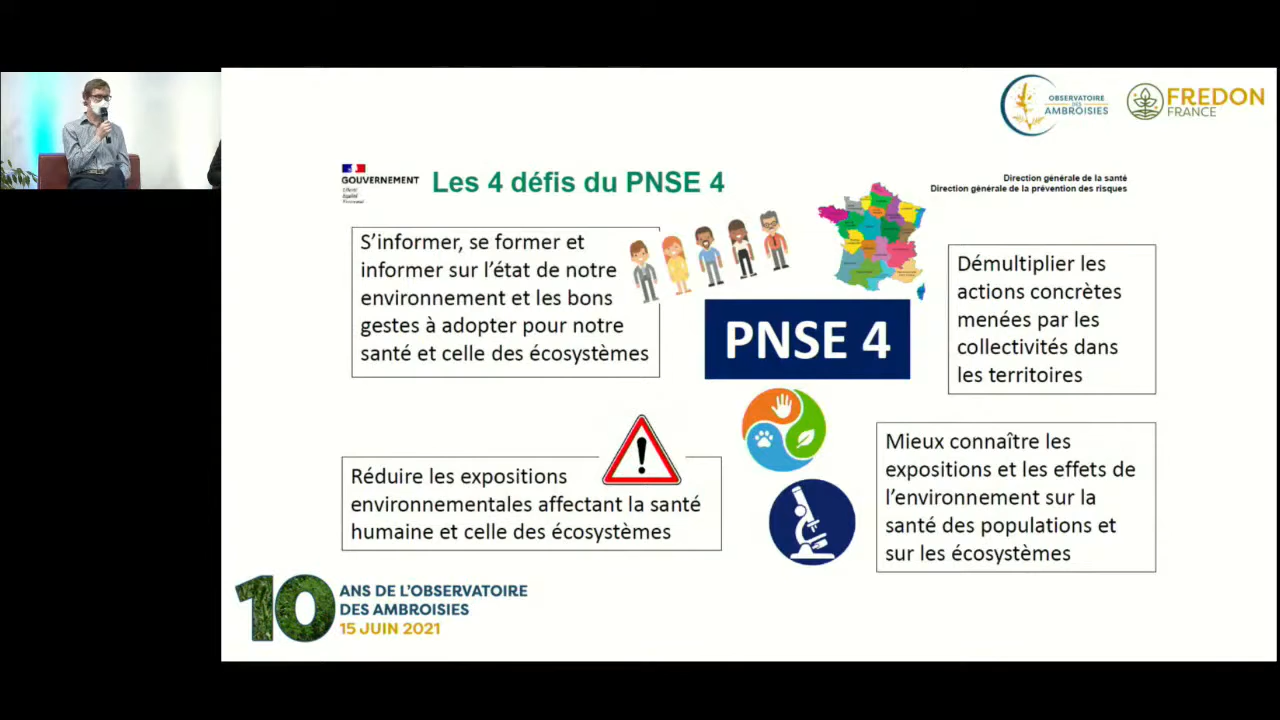 OBSERVATOIRE
DES
AMBROISIES
FREDON
FRANCE
GOUVERNEMENT
Liberté
Égalité
Fraternité
Les 4 défis du PNSE 4
Direction générale de la santé
Direction générale de la prévention des risques
S’informer, se former et
informer sur l’état de notre
environnement et les bons
gestes à adopter pour notre
santé et celle des écosystèmes
PNSE 4
Démultiplier les
actions concrètes
menées par les
collectivités dans
les territoires
Réduire les expositions
environnementales affectant la santé
humaine et celle des écosystèmes
Mieux connaître les
expositions et les effets de
l’environnement sur la
santé des populations et
sur les écosystèmes
10 ANS DE L’OBSERVATOIRE
DES AMBROISIES
15 JUIN 2021